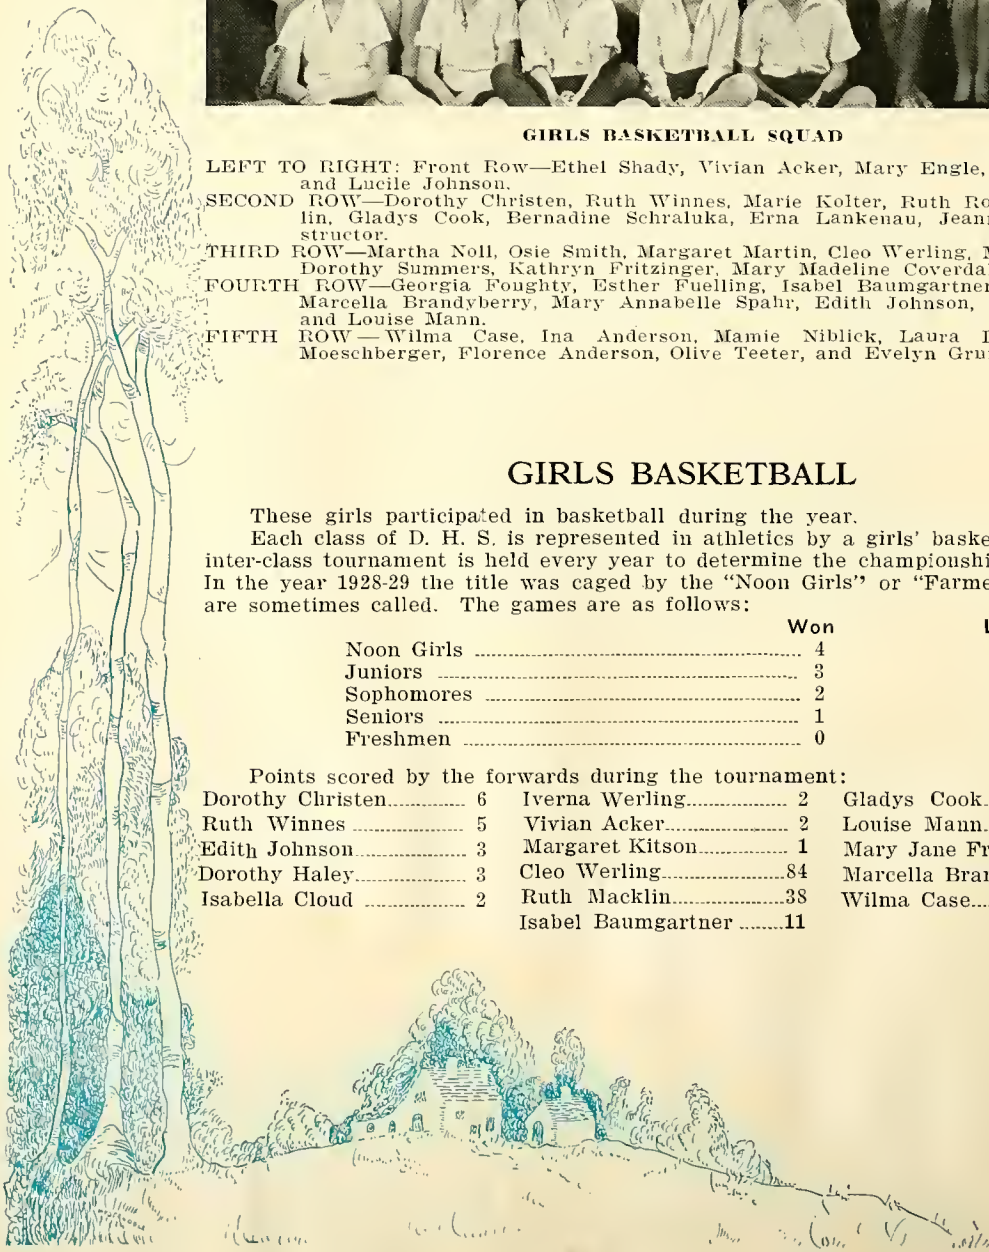 GIRLS BASKETBALL SQUAD
LEFT TO RIGHT: Front Row—Ethel Shady, Vivian Acker, Mary Engle,
and Lucile Johnson.
SECOND ROW—Dorothy Christen, Ruth Winnes, Marie Kolter, Ruth Ro
lin, Gladys Cook, Bernadine Schraluka, Erna Lankenau, Jean
structor.
THIRD ROW—Martha Noll, Osie Smith, Margaret Martin, Cleo Werling,
Dorothy Summers, Kathryn Fritzinger, Mary Madeline Coverda
FOURTH ROW—Georgia Foughty, Esther Fuelling, Isabel Baumgartner
Marcella Brandyberry, Mary Annabelle Spahr, Edith Johnson,
and Louise Mann.
FIFTH ROW—Wilma Case, Ina Anderson, Mamie Niblick, Laura
Moeschberger, Florence Anderson, Olive Teeter, and Evelyn Gru
GIRLS BASKETBALL
These girls participated in basketball during the year.
Each class of D. H. S. is represented in athletics by a girls' baske
inter-class tournament is held every year to determine the championshi
In the year 1928-29 the title was caged by the "Noon Girls" or "Farme
are sometimes called. The games are as follows:
Won L
Noon Girls 4
Juniors 3
Sophomores 2
Seniors 1
Freshmen 0
Points scored by the forwards during the tournament:
Dorothy Christen 6 Iverna Werling 2 Gladys Cook
Ruth Winnes 5 Vivian Acker 2 Louise Mann
Edith Johnson 3 Margaret Kitson 1 Mary Jane Fr
Dorothy Haley 3 Cleo Werling 84 Marcella Bra
Isabella Cloud 2 Ruth Macklin 38 Wilma Case
Isabel Baumgartner 11